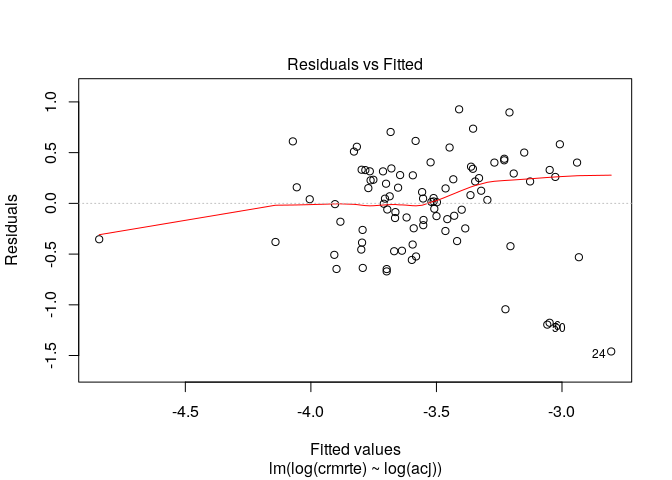 Residuals vs Fitted
1.0
0.5
0.0
-0.5
-1.0
-1.5
Residuals
24
-4.5 -4.0 -3.5 -3.0
Fitted values
lm(log(crmrte) ~ log(acj))